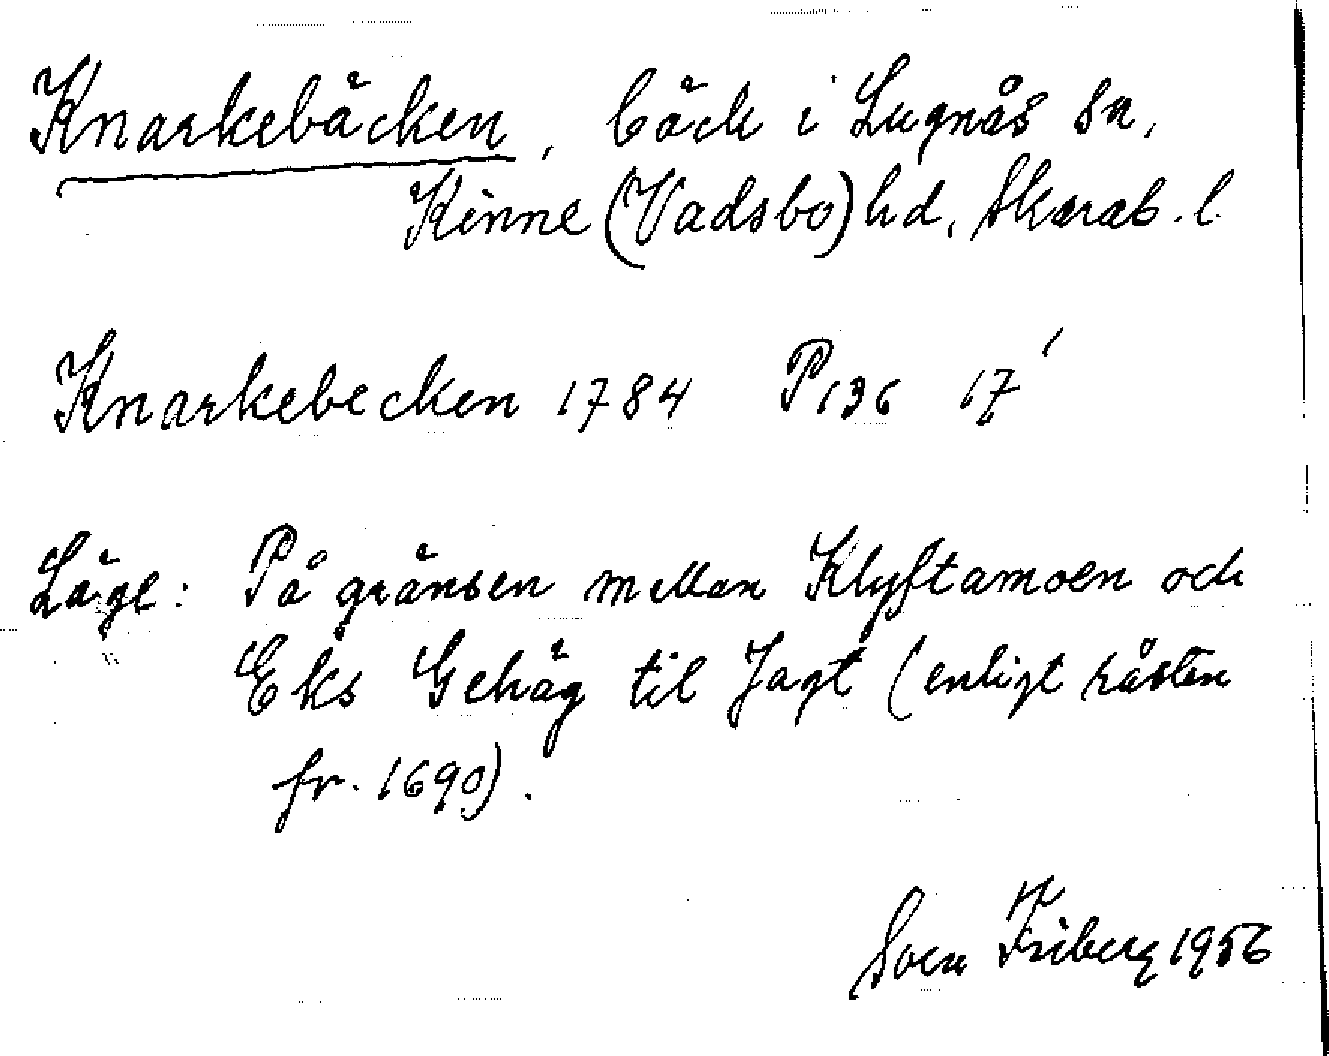 Knarkebäcken, bäck i Lugnås sn,
Kinne (Vadsbo) hd, Skarab. l.
Knarkebecken 1784 P136 17'
Läge: På gränsen mellan Klyftamoen och
Eks Gehäg til Jagt (enligt råsten
fr. 1690).
Sven Friberg 1956